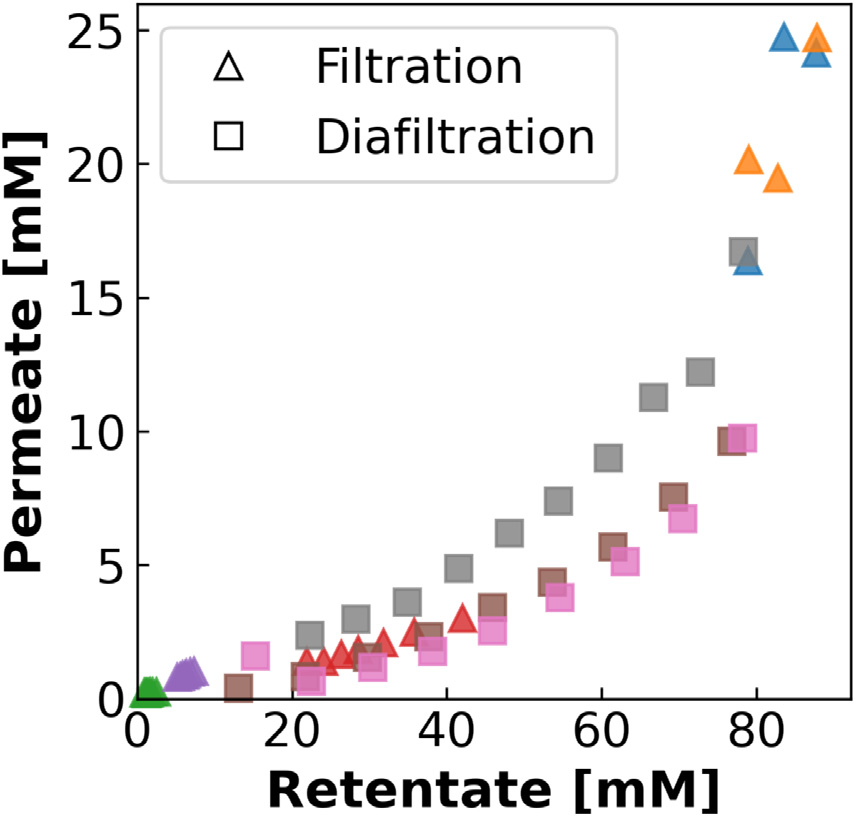 25
20
15
10
5
0
Permeate [mM]
Filtration
Diafiltration
0 20 40 60 80
Retentate [mM]